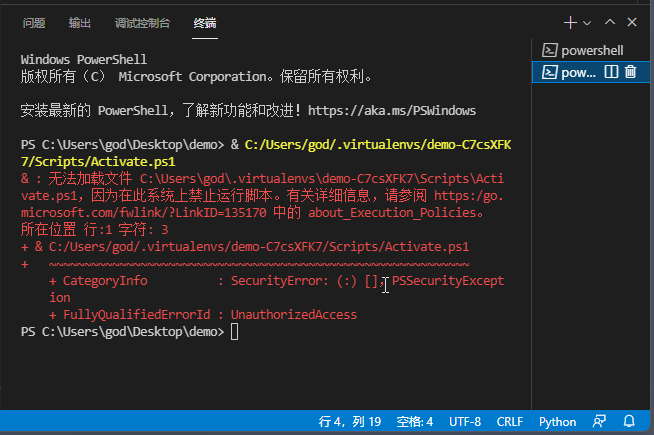 问题 输出 调试控制台 终端
Windows PowerShell
版权所有 (C) Microsoft Corporation。保留所有权利。
安装最新的 PowerShell，了解新功能和改进！https://aka.ms/PSWindows
PS C:\Users\god\Desktop\demo> & C:/Users/god/.virtualenvs/demo-C7csXFK
7/Scripts/Activate.ps1
& : 无法加载文件 C:\Users\god\.virtualenvs\demo-C7csXFK7\Scripts\Acti
vate.ps1，因为在此系统上禁止运行脚本。有关详细信息，请参阅 https:/go.
microsoft.com/fwlink/?LinkID=135170 中的 about_Execution_Policies。
所在位置 行:1 字符: 3
+ & C:/Users/god/.virtualenvs/demo-C7csXFK7/Scripts/Activate.ps1
+   ~~~~~~~~~~~~~~~~~~~~~~~~~~~~~~~~~~~~~~~~~~~~~~~~~~~~~~~~~~~~
+ CategoryInfo          : SecurityError: (:) []，PSSecurityExcept
ion
+ FullyQualifiedErrorId : UnauthorizedAccess
PS C:\Users\god\Desktop\demo>
powershell
pow...
行 4，列 19 空格: 4 UTF-8 CRLF Python